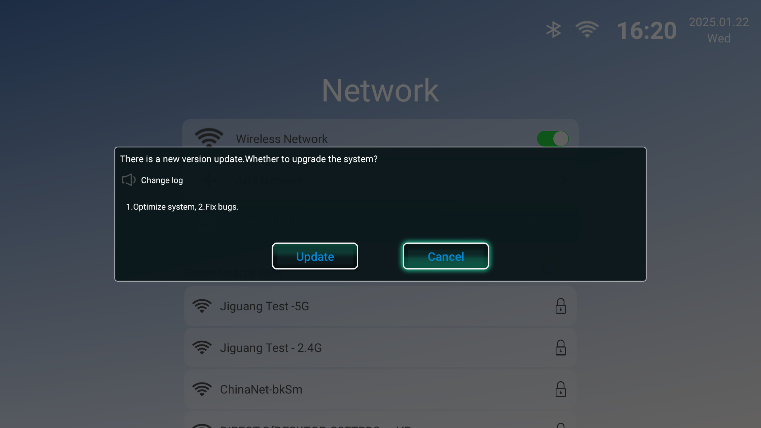 16:20
2025.01.22
Wed
Network
Wireless Network
There is a new version update.Whether to upgrade the system?
Change log
1.Optimize system, 2.Fix bugs.
Update
Cancel
Jiguang Test -5G
Jiguang Test - 2.4G
ChinaNet-bkSm